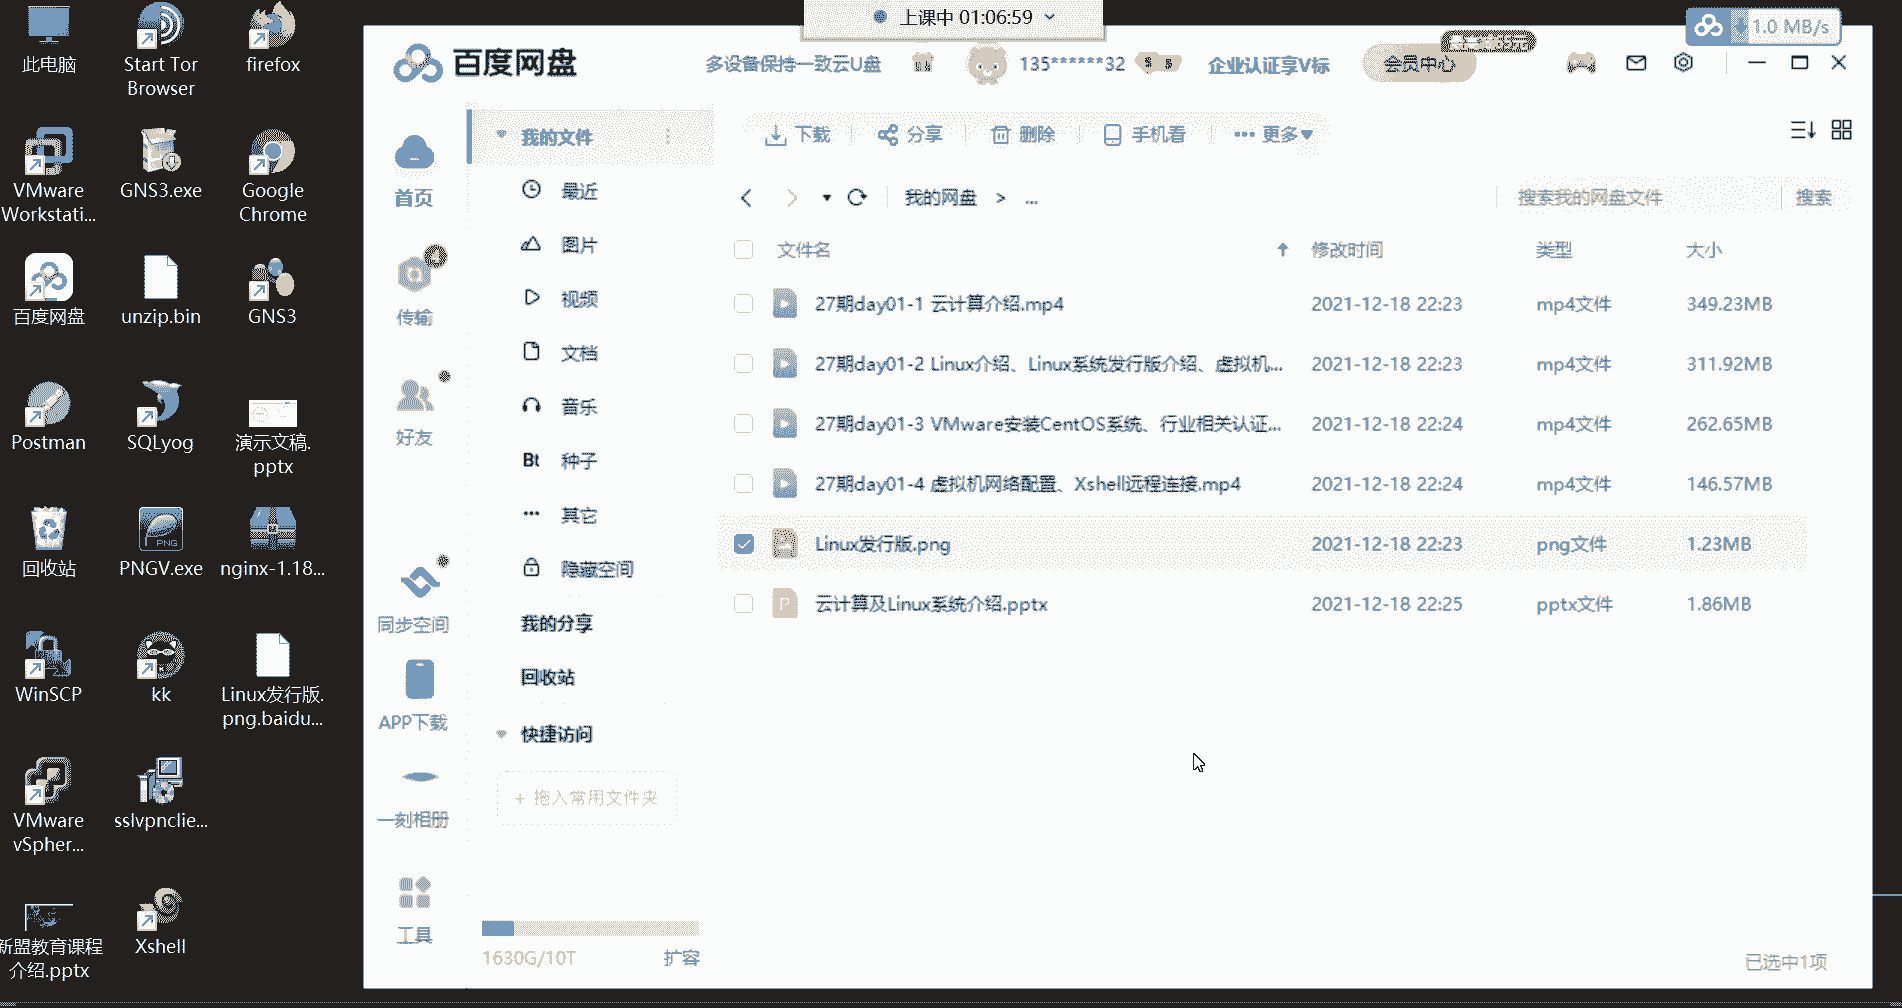 上课中 01:06:59
1.0 MB/s
此电脑
Start Tor
Browser
firefox
VMware
Workstati...
GNS3.exe
Google
Chrome
百度网盘
unzip.bin
GNS3
Postman
SQLyog
演示文稿.
pptx
回收站
PNG
PNGV.exe
nginx-1.18...
WinSCP
kk
Linux发行版.
png.baidu...
VMware
vSpher...
sslvpnclie...
新盟教育课程
介绍.pptx
Xshell
百度网盘
多设备保持一致云U盘
135******32
企业认证享V标
会员中心
首页
4
传输
好友
同步空间
APP下载
一刻相册
工具
我的文件
最近
图片
视频
文档
音乐
Bt 种子
其它
隐藏空间
我的分享
回收站
快捷访问
+ 拖入常用文件夹
1630G/10T 扩容
下载 分享 删除 手机看 更多
我的网盘 > ...
搜索我的网盘文件 搜索
文件名 修改时间 类型 大小
27期day01-1 云计算介绍.mp4 2021-12-18 22:23 mp4文件 349.23MB
27期day01-2 Linux介绍、Linux系统发行版介绍、虚拟机... 2021-12-18 22:23 mp4文件 311.92MB
27期day01-3 VMware安装CentOS系统、行业相关认证... 2021-12-18 22:24 mp4文件 262.65MB
27期day01-4 虚拟机网络配置、Xshell远程连接.mp4 2021-12-18 22:24 mp4文件 146.57MB
Linux发行版.png 2021-12-18 22:23 png文件 1.23MB
P 云计算及Linux系统介绍.pptx 2021-12-18 22:25 pptx文件 1.86MB
已选中1项